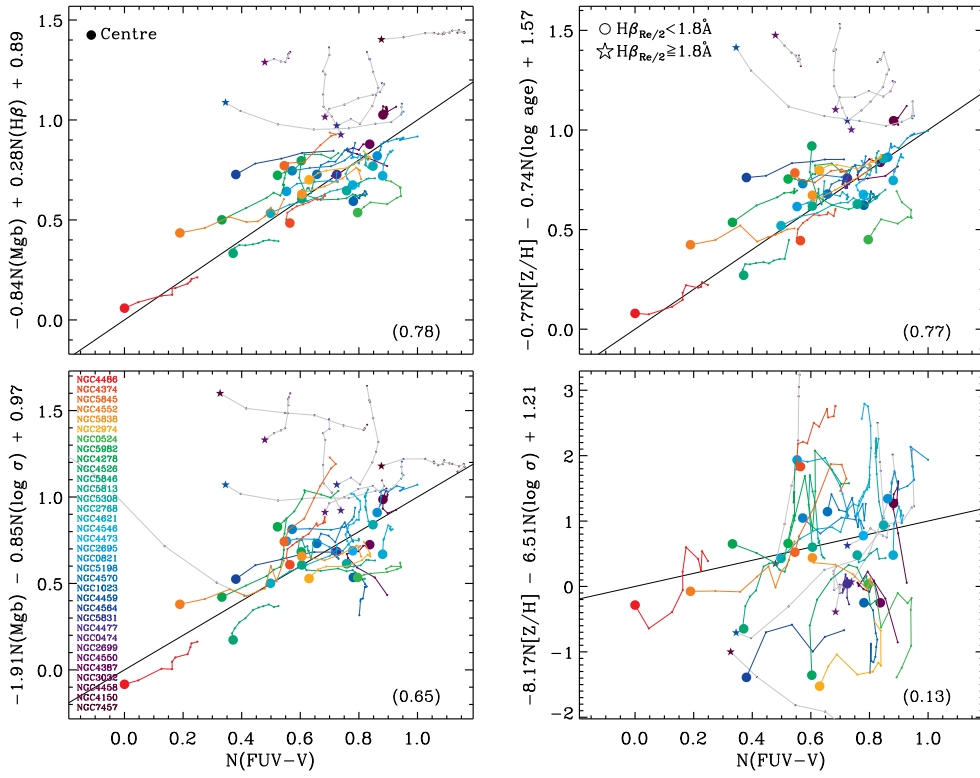 −0.84N(Mgb) + 0.28N(Hβ) + 0.89
1.5
1.0
0.5
0.0
Centre
(0.78)
−0.77N[Z/H] − 0.74N(log age) + 1.57
1.5
1.0
0.5
0.0
HβRe/2<1.8Å
HβRe/2≧1.8Å
(0.77)
−1.91N(Mgb) − 0.85N(log σ) + 0.97
1.5
1.0
0.5
0.0
NGC4486
NGC4374
NGC5845
NGC4552
NGC5838
NGC2974
NGC0524
NGC5982
NGC4278
NGC4526
NGC5846
NGC5813
NGC5308
NGC2768
NGC4621
NGC4546
NGC4473
NGC2695
NGC0821
NGC5198
NGC4570
NGC1023
NGC4459
NGC4564
NGC5831
NGC4477
NGC0474
NGC2699
NGC4550
NGC4387
NGC3032
NGC4458
NGC4150
NGC7457
(0.65)
0.0 0.2 0.4 0.6 0.8 1.0
N(FUV−V)
−8.17N[Z/H] − 6.51N(log σ) + 1.21
3
2
1
0
−1
−2
(0.13)
0.0 0.2 0.4 0.6 0.8 1.0
N(FUV−V)